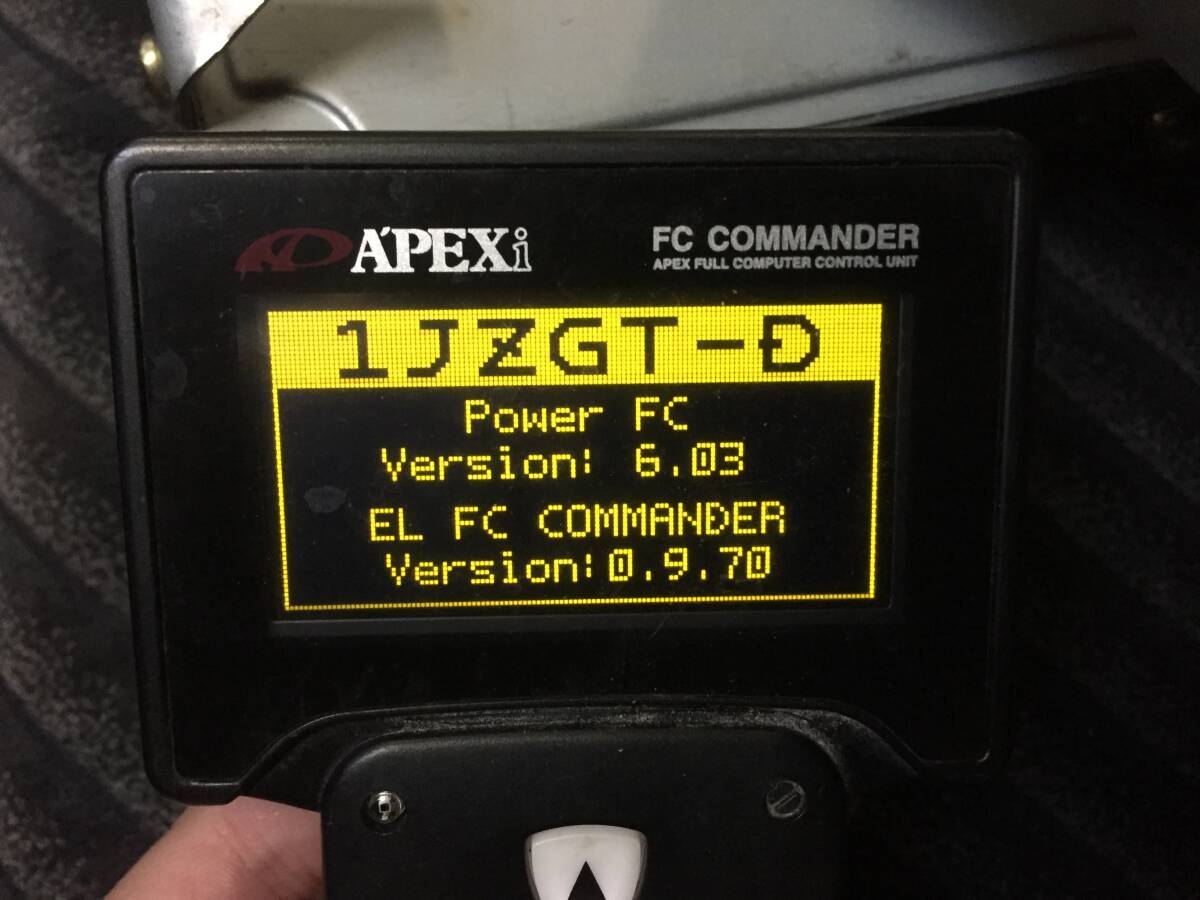 A'PEXi
FC COMMANDER
APEX FULL COMPUTER CONTROL UNIT
1JZGT-D
Power FC
Version: 6.03
EL FC COMMANDER
Version:0.9.70